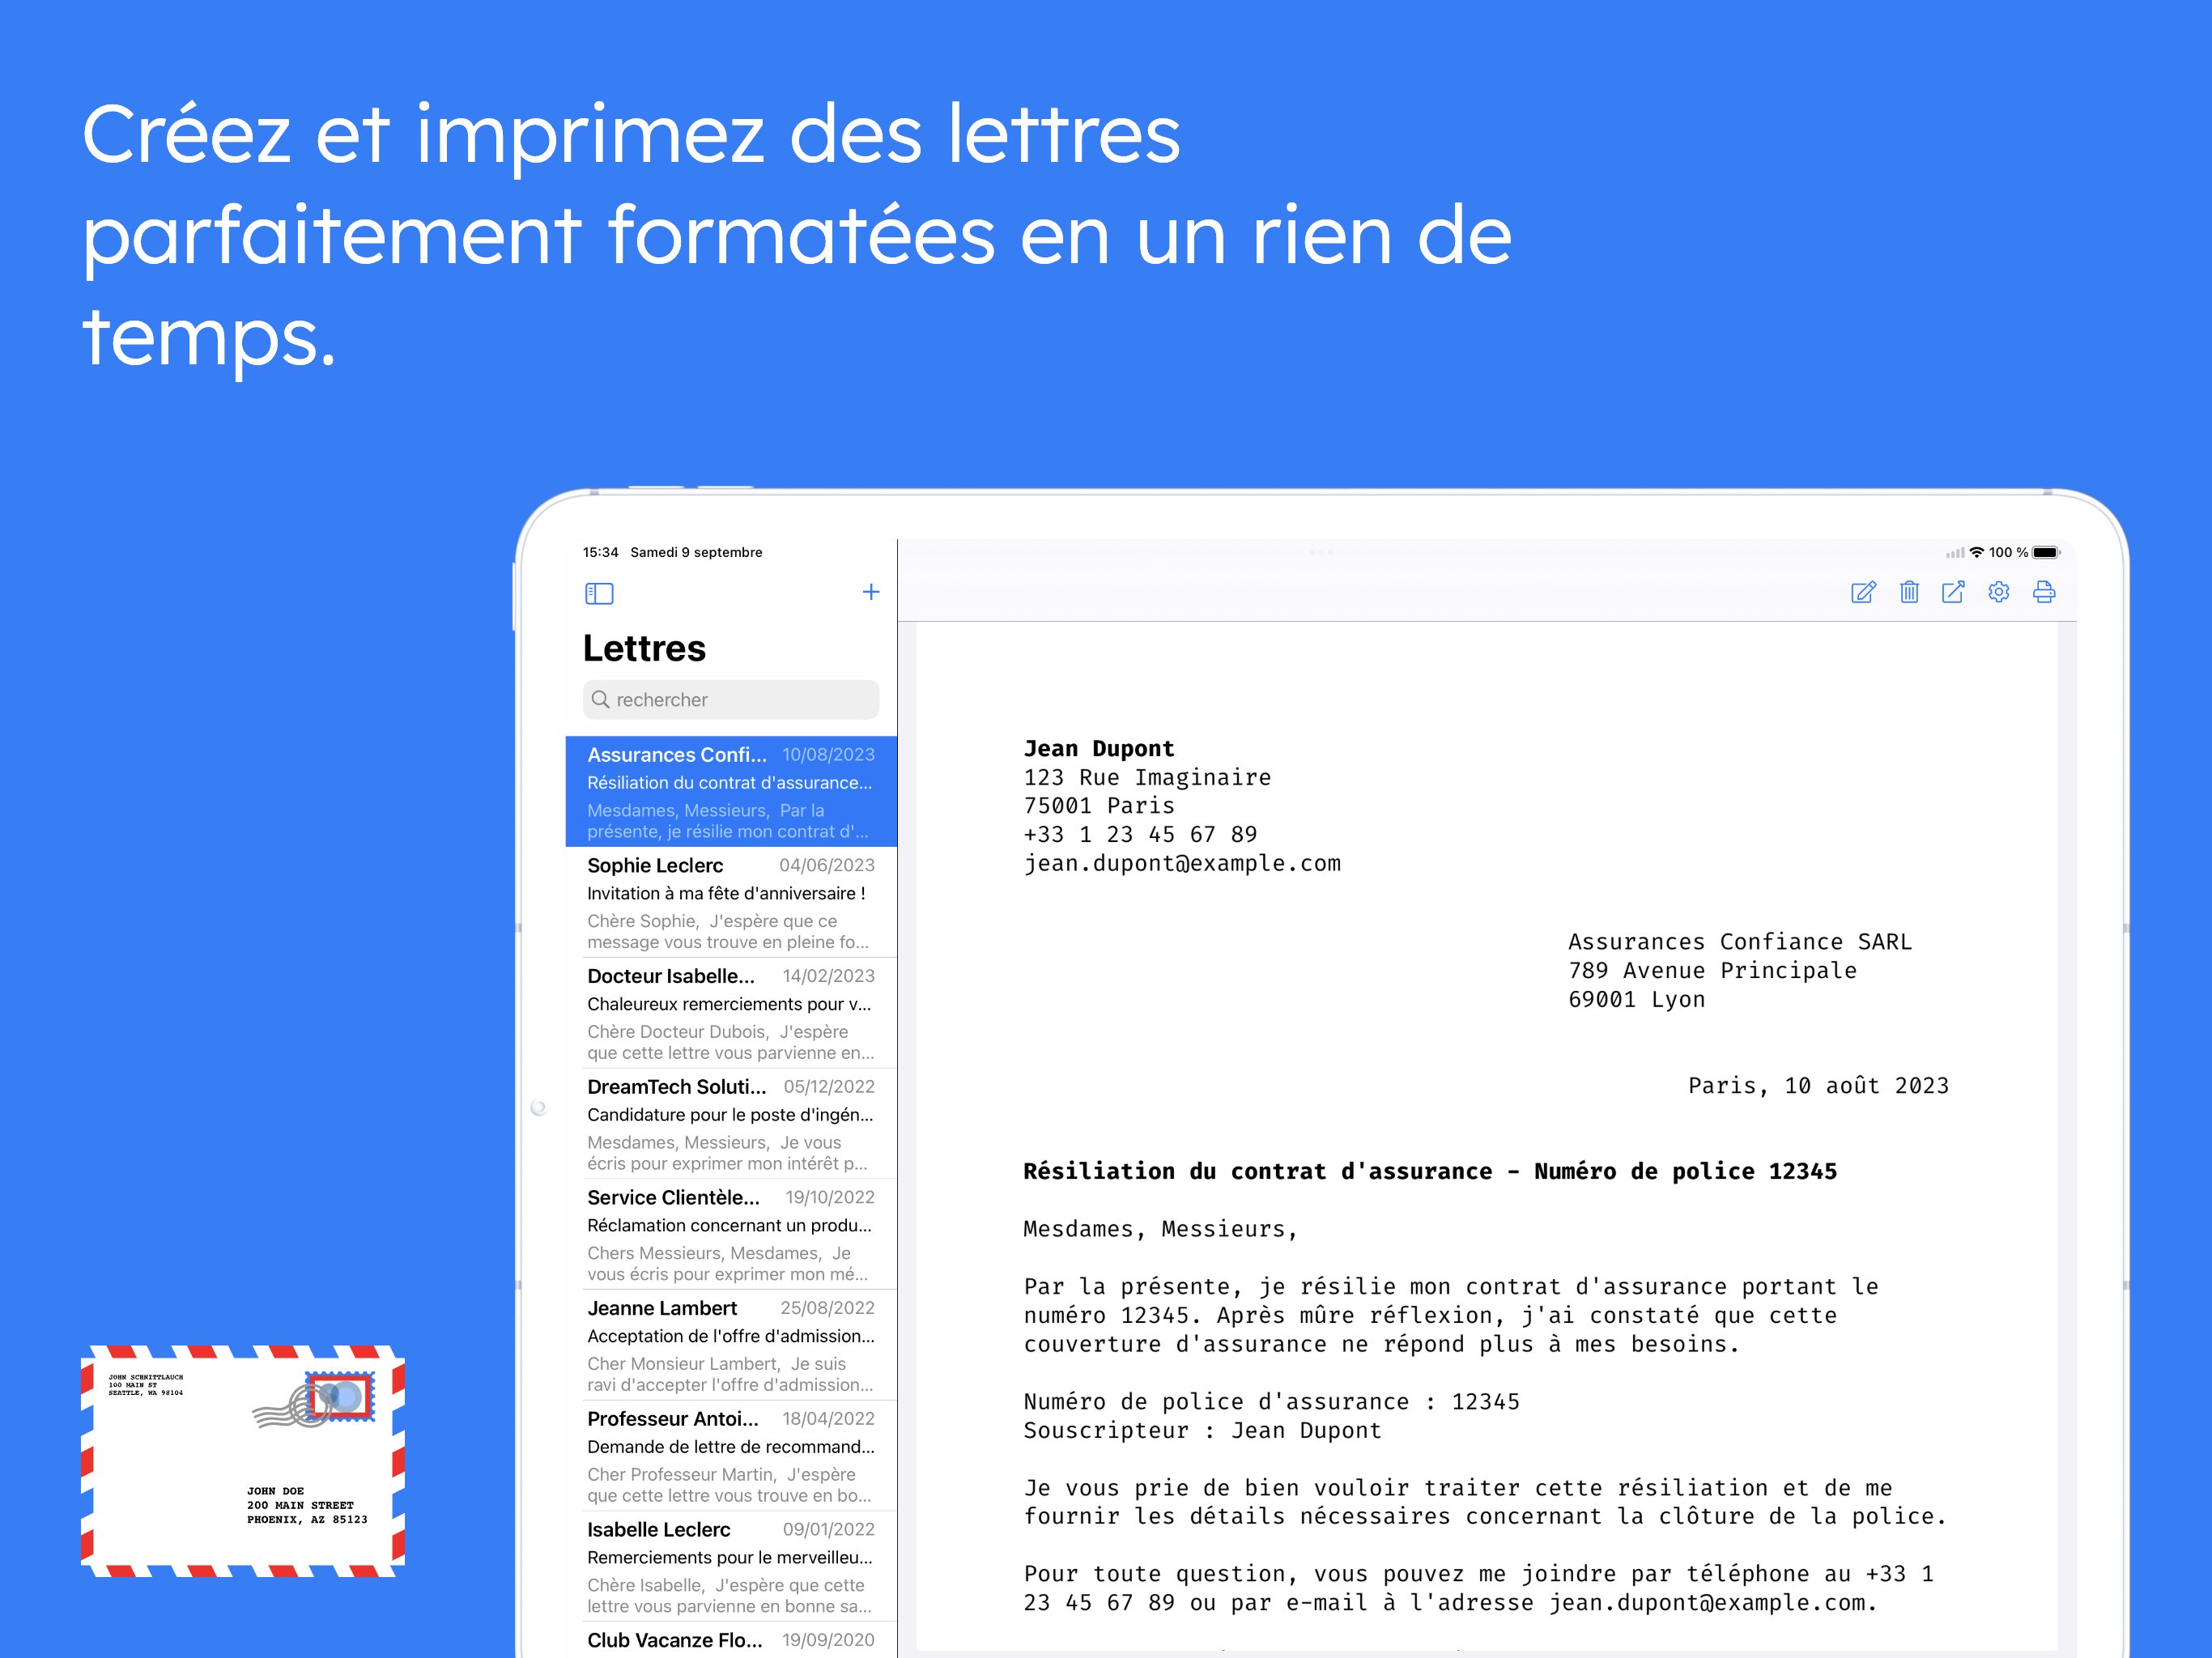 Créez et imprimez des lettres
parfaitement formatées en un rien de
temps.
15:34 Samedi 9 septembre
100 %
Lettres
rechercher
Assurances Confi... 10/08/2023
Résiliation du contrat d'assurance...
Mesdames, Messieurs, Par la
présente, je résilie mon contrat d'...
Sophie Leclerc 04/06/2023
Invitation à ma fête d'anniversaire !
Chère Sophie, J'espère que ce
message vous trouve en pleine fo...
Docteur Isabelle... 14/02/2023
Chaleureux remerciements pour v...
Chère Docteur Dubois, J'espère
que cette lettre vous parvienne en...
DreamTech Soluti... 05/12/2022
Candidature pour le poste d'ingén...
Mesdames, Messieurs, Je vous
écris pour exprimer mon intérêt p...
Service Clientèle... 19/10/2022
Réclamation concernant un produ...
Chers Messieurs, Mesdames, Je
vous écris pour exprimer mon mé...
Jeanne Lambert 25/08/2022
Acceptation de l'offre d'admission...
Cher Monsieur Lambert, Je suis
ravi d'accepter l'offre d'admission...
Professeur Antoi... 18/04/2022
Demande de lettre de recommand...
Cher Professeur Martin, J'espère
que cette lettre vous trouve en bo...
Isabelle Leclerc 09/01/2022
Remerciements pour le merveilleu...
Chère Isabelle, J'espère que cette
lettre vous parvienne en bonne sa...
Club Vacanze Flo... 19/09/2020
Jean Dupont
123 Rue Imaginaire
75001 Paris
+33 1 23 45 67 89
jean.dupont@example.com
Assurances Confiance SARL
789 Avenue Principale
69001 Lyon
Paris, 10 août 2023
Résiliation du contrat d'assurance - Numéro de police 12345
Mesdames, Messieurs,
Par la présente, je résilie mon contrat d'assurance portant le
numéro 12345. Après mûre réflexion, j'ai constaté que cette
couverture d'assurance ne répond plus à mes besoins.
Numéro de police d'assurance : 12345
Souscripteur : Jean Dupont
Je vous prie de bien vouloir traiter cette résiliation et de me
fournir les détails nécessaires concernant la clôture de la police.
Pour toute question, vous pouvez me joindre par téléphone au +33 1
23 45 67 89 ou par e-mail à l'adresse jean.dupont@example.com.
JOHN SCHNITTLAUCH
100 MAIN ST
SEATTLE, WA 98104
JOHN DOE
200 MAIN STREET
PHOENIX, AZ 85123